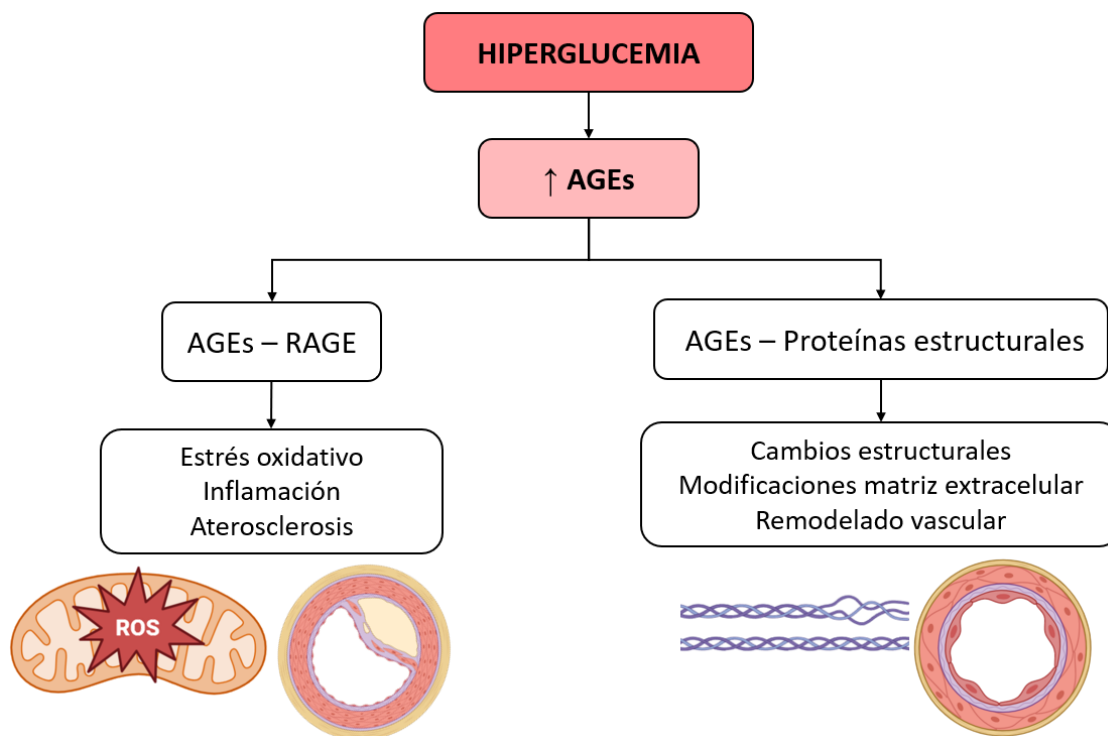 HIPERGLUCEMIA
↑ AGEs
AGEs – RAGE
AGEs – Proteínas estructurales
Estrés oxidativo
Inflamación
Aterosclerosis
Cambios estructurales
Modificaciones matriz extracelular
Remodelado vascular
ROS